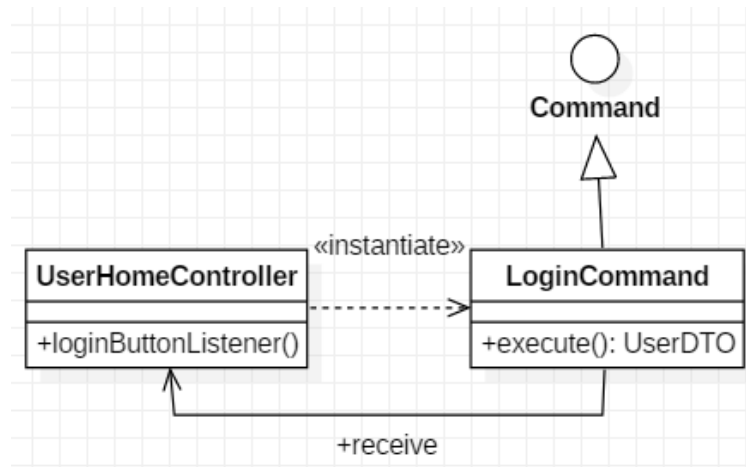 Command
«instantiate»
UserHomeController
LoginCommand
+loginButtonListener()
+execute(): UserDTO
+receive